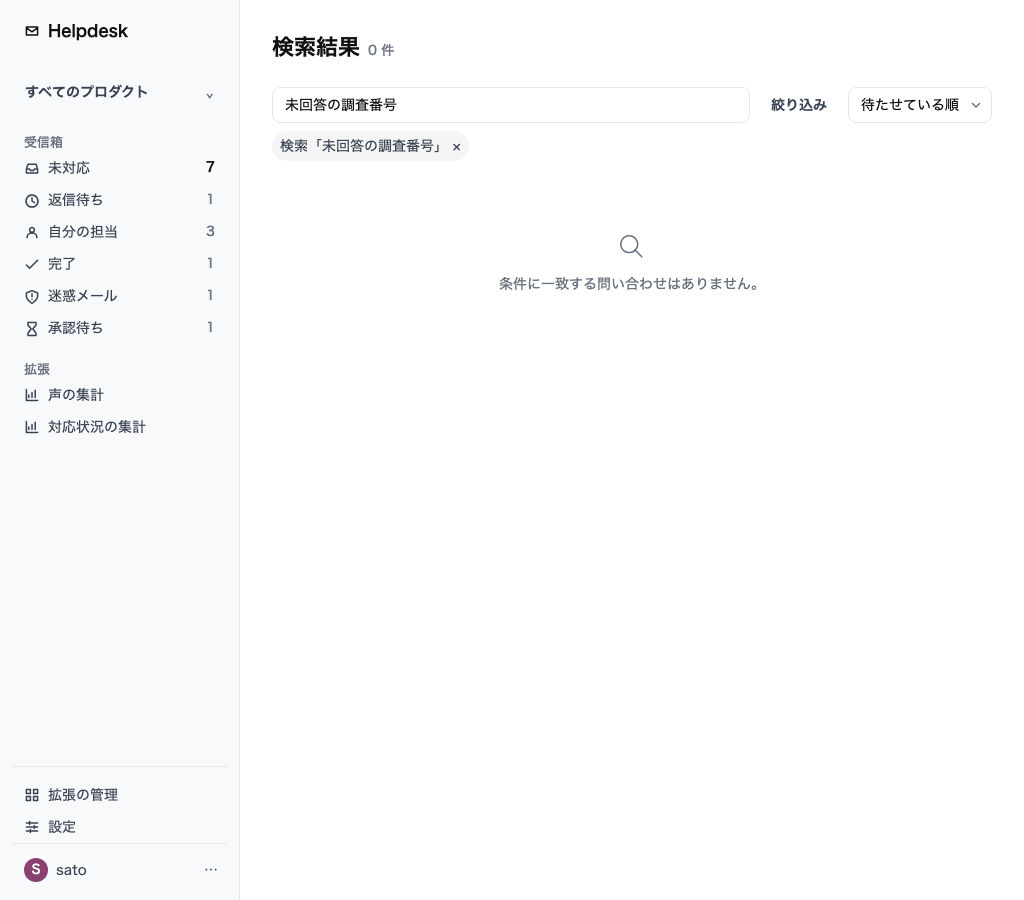 Helpdesk
すべてのプロダクト
受信箱
未対応 7
返信待ち 1
自分の担当 3
完了 1
迷惑メール 1
承認待ち 1
拡張
声の集計
対応状況の集計
拡張の管理
設定
S sato ...
検索結果 0 件
未回答の調査番号 絞り込み 待たせている順
検索「未回答の調査番号」 ×
条件に一致する問い合わせはありません。